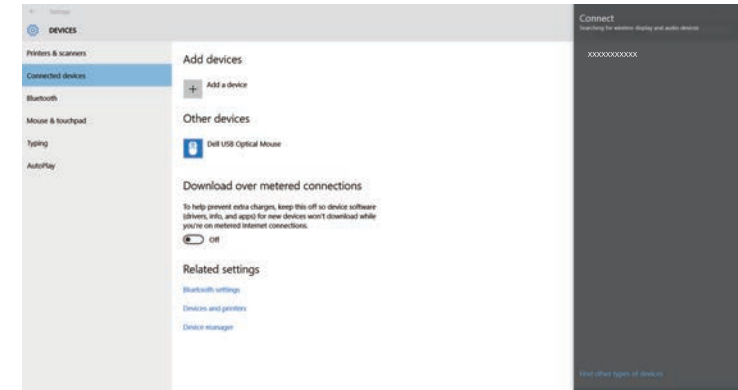 Settings
DEVICES
Printers & scanners
Connected devices
Bluetooth
Mouse & touchpad
Typing
AutoPlay
Add devices
Add a device
Other devices
Dell USB Optical Mouse
Download over metered connections
To help prevent extra charges, keep this off so device software
(drivers, info, and apps) for new devices won't download while
you're on metered Internet connections.
Off
Related settings
Bluetooth settings
Devices and printers
Device manager
Connect
Searching for wireless display and audio devices
xxxxxxxxxxx
Find other types of devices